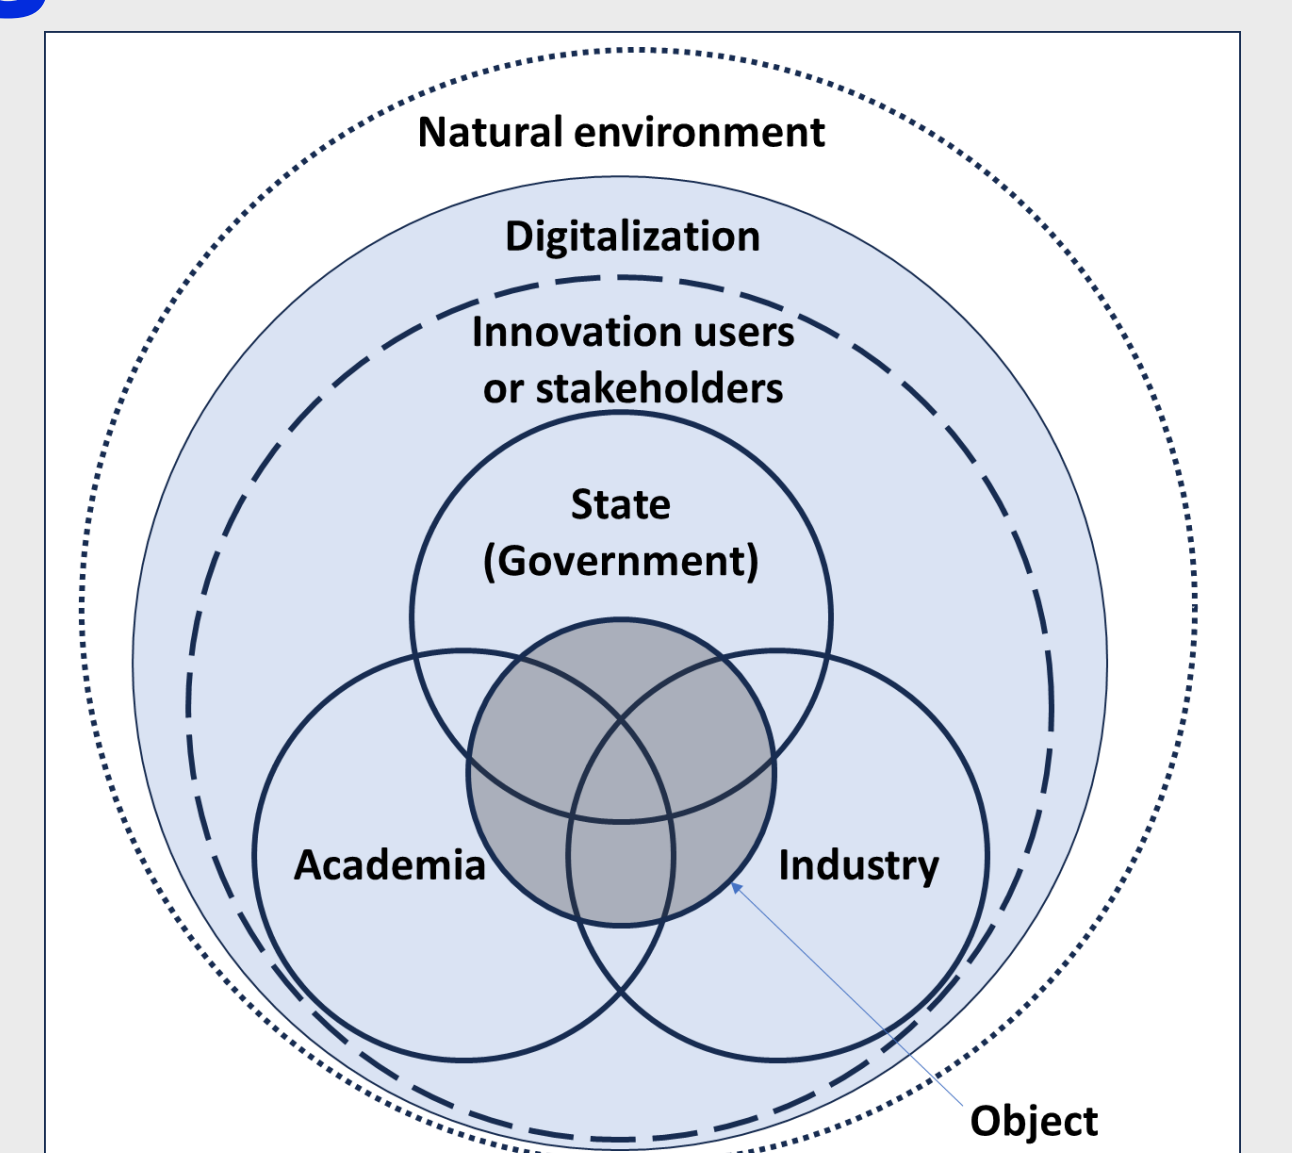 Natural environment
Digitalization
Innovation users
or stakeholders
State
(Government)
Academia
Industry
Object